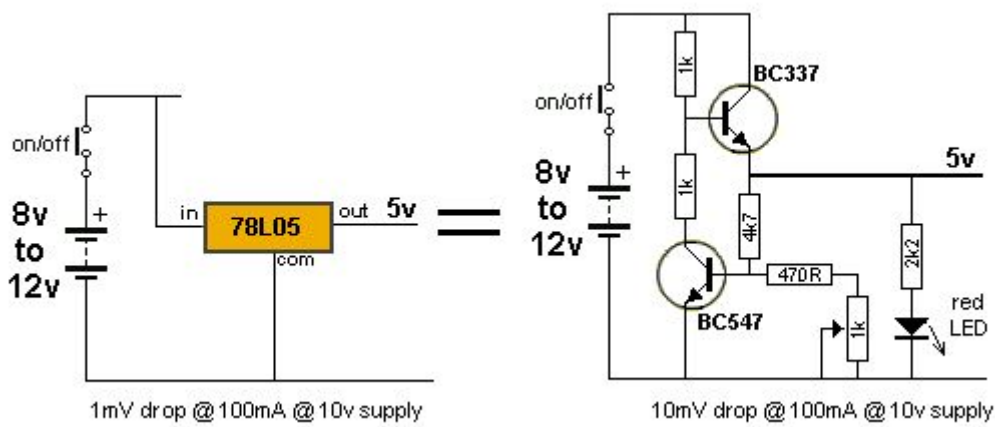 on/off
8v
to
12v
+
in
78L05
out
5v
com
1mV drop @ 100mA @ 10v supply
on/off
8v
to
12v
+
1k
BC337
1k
5v
4k7
BC547
470R
1k
2k2
red
LED
10mV drop @ 100mA @ 10v supply